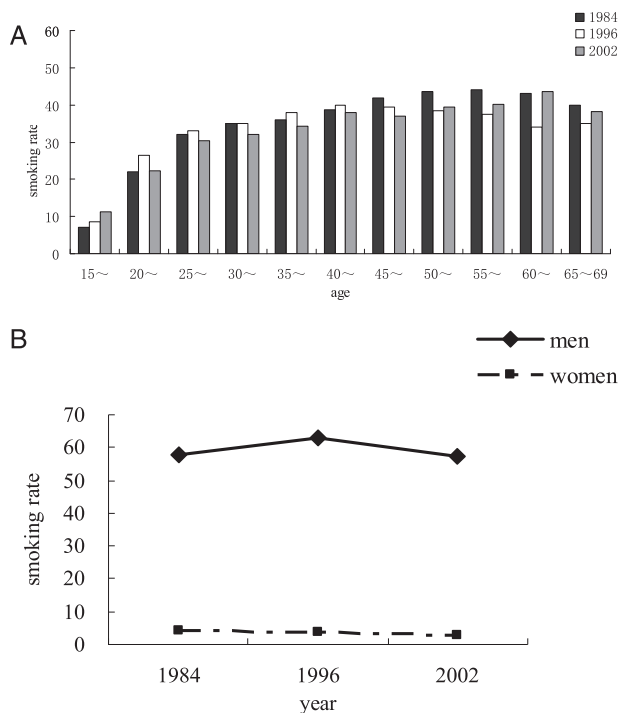 A
1984
1996
2002
60
50
40
30
20
10
0
smoking rate
15～ 20～ 25～ 30～ 35～ 40～ 45～ 50～ 55～ 60～ 65～69
age
B
men
women
70
60
50
40
30
20
10
0
smoking rate
1984 1996 2002
year